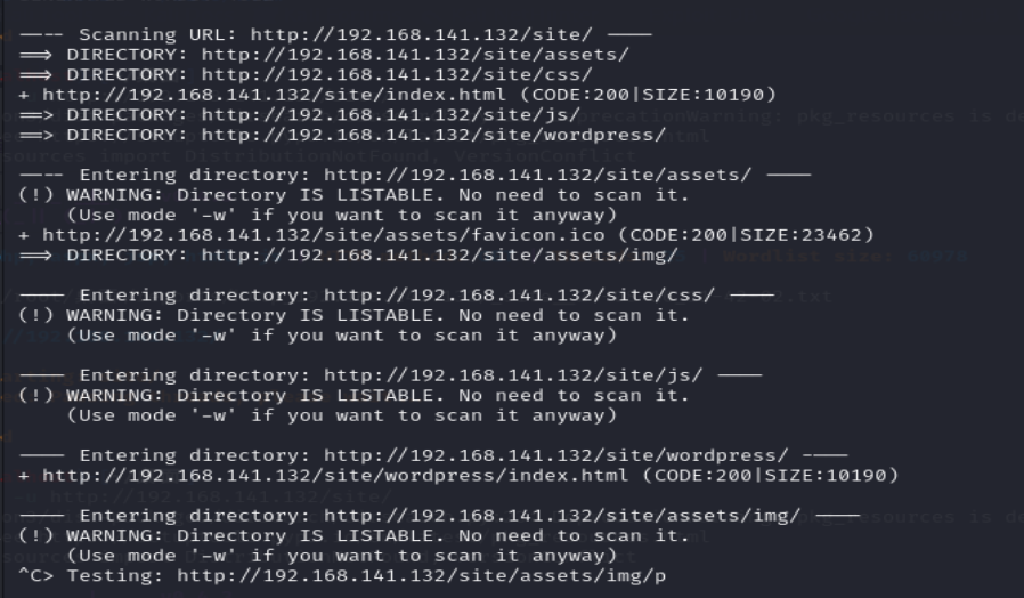 ---- Scanning URL: http://192.168.141.132/site/ ----
==> DIRECTORY: http://192.168.141.132/site/assets/
==> DIRECTORY: http://192.168.141.132/site/css/
+ http://192.168.141.132/site/index.html (CODE:200|SIZE:10190)
==> DIRECTORY: http://192.168.141.132/site/js/
==> DIRECTORY: http://192.168.141.132/site/wordpress/
---- Entering directory: http://192.168.141.132/site/assets/ ----
(!) WARNING: Directory IS LISTABLE. No need to scan it.
(Use mode '-w' if you want to scan it anyway)
+ http://192.168.141.132/site/assets/favicon.ico (CODE:200|SIZE:23462)
==> DIRECTORY: http://192.168.141.132/site/assets/img/
---- Entering directory: http://192.168.141.132/site/css/ ----
(!) WARNING: Directory IS LISTABLE. No need to scan it.
(Use mode '-w' if you want to scan it anyway)
---- Entering directory: http://192.168.141.132/site/js/ ----
(!) WARNING: Directory IS LISTABLE. No need to scan it.
(Use mode '-w' if you want to scan it anyway)
---- Entering directory: http://192.168.141.132/site/wordpress/ ----
+ http://192.168.141.132/site/wordpress/index.html (CODE:200|SIZE:10190)
---- Entering directory: http://192.168.141.132/site/assets/img/ ----
(!) WARNING: Directory IS LISTABLE. No need to scan it.
(Use mode '-w' if you want to scan it anyway)
^C> Testing: http://192.168.141.132/site/assets/img/p